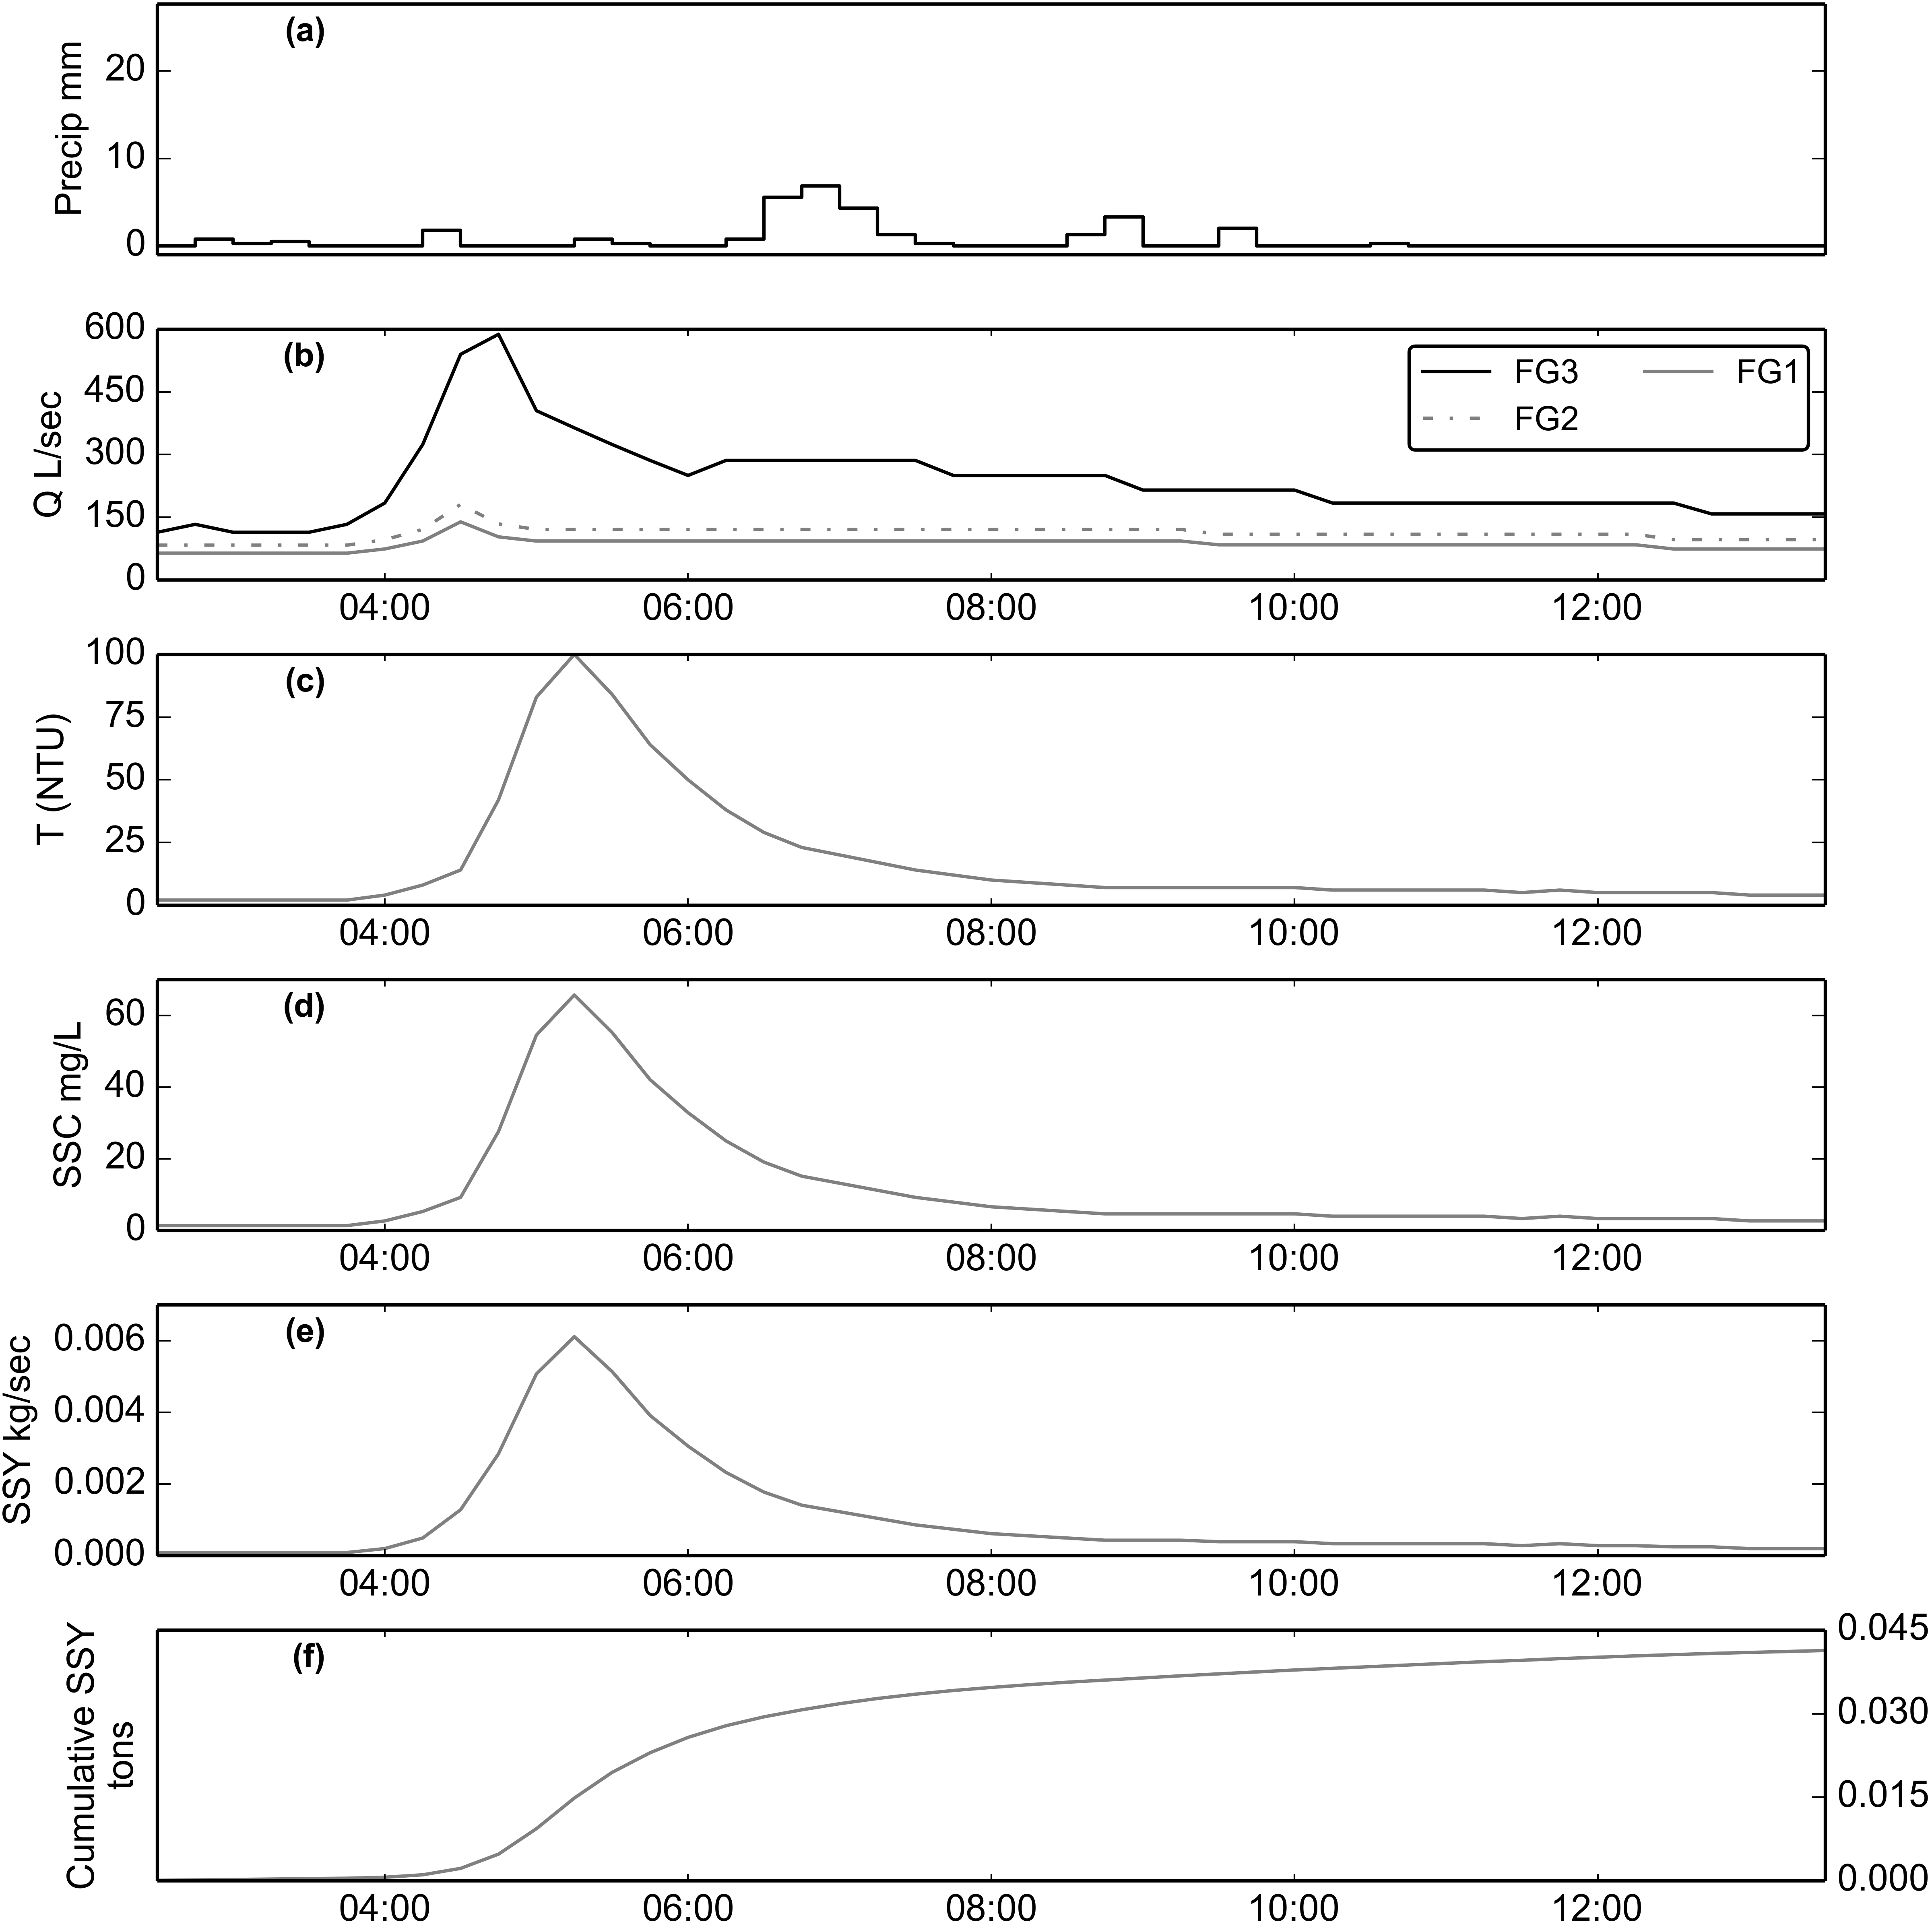 (a)
Precip mm
20
10
0
(b)
Q L/sec
600
450
300
150
0
FG3 FG1
FG2
04:00 06:00 08:00 10:00 12:00
(c)
T (NTU)
100
75
50
25
0
04:00 06:00 08:00 10:00 12:00
(d)
SSC mg/L
60
40
20
0
04:00 06:00 08:00 10:00 12:00
(e)
SSY kg/sec
0.006
0.004
0.002
0.000
04:00 06:00 08:00 10:00 12:00
(f)
Cumulative SSY
tons
0.045
0.030
0.015
0.000
04:00 06:00 08:00 10:00 12:00